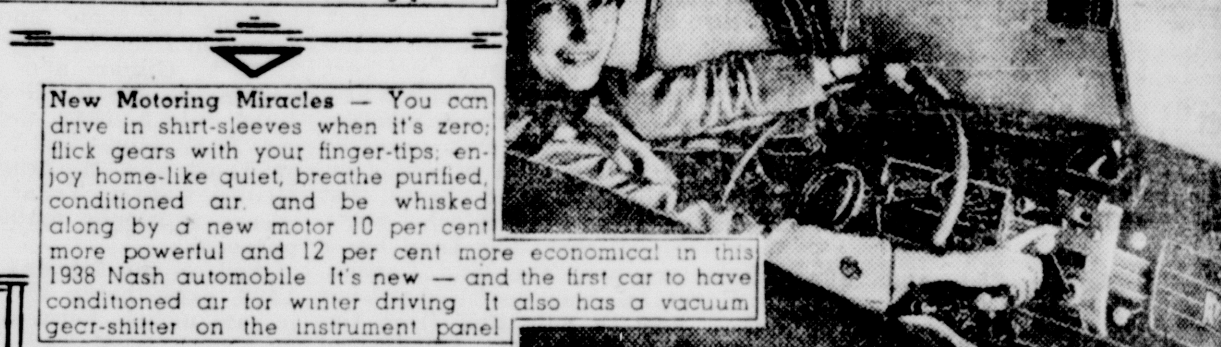 New Motoring Miracles — You can
drive in shirt-sleeves when it's zero;
flick gears with your finger-tips; en-
joy home-like quiet, breathe purified,
conditioned air, and be whisked
along by a new motor 10 per cent
more powerful and 12 per cent more economical in this
1938 Nash automobile It's new — and the first car to have
conditioned air for winter driving It also has a vacuum
gear-shifter on the instrument panel